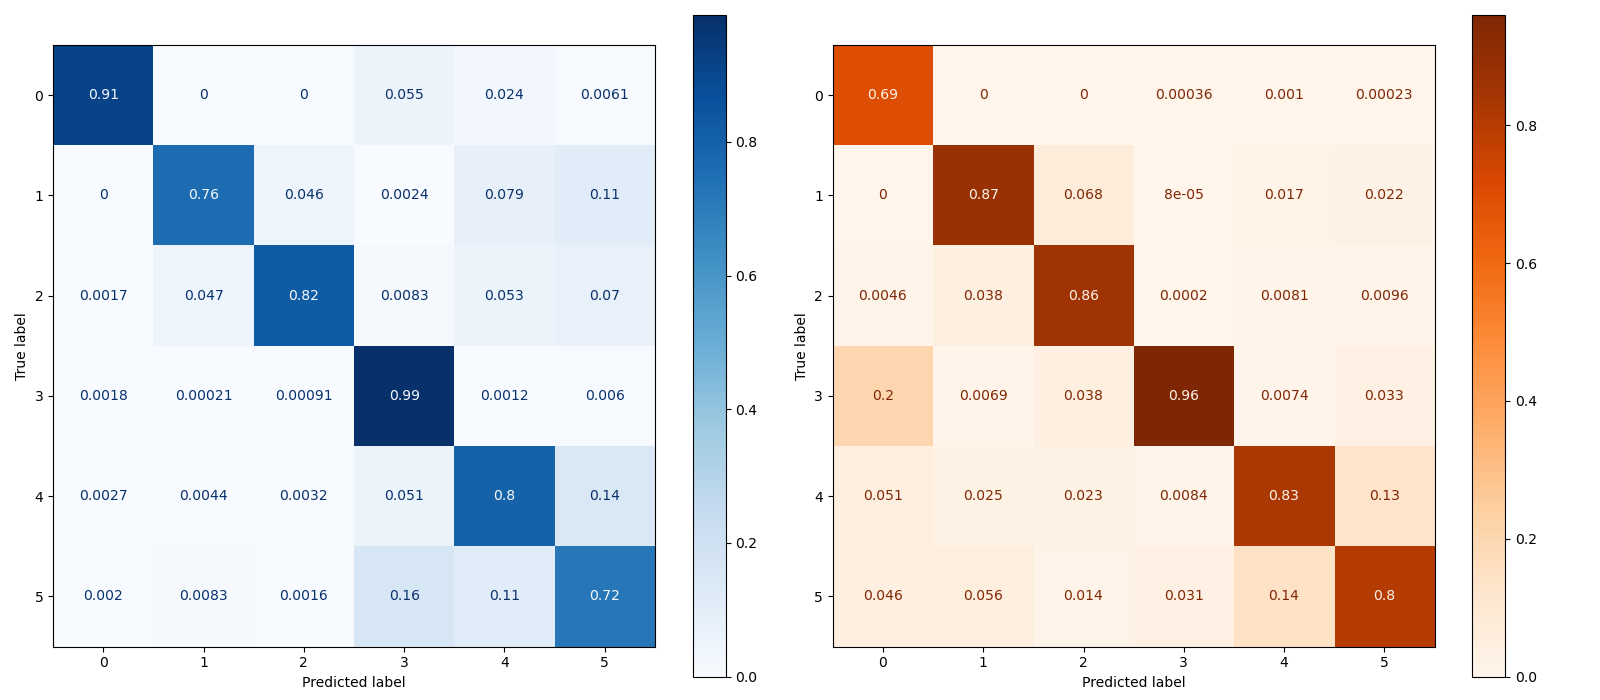 0 0.91 0 0 0.055 0.024 0.0061
1 0 0.76 0.046 0.0024 0.079 0.11
2 0.0017 0.047 0.82 0.0083 0.053 0.07
3 0.0018 0.00021 0.00091 0.99 0.0012 0.006
4 0.0027 0.0044 0.0032 0.051 0.8 0.14
5 0.002 0.0083 0.0016 0.16 0.11 0.72
0 1 2 3 4 5
True label
Predicted label
0.8
0.6
0.4
0.2
0.0
0 0.69 0 0 0.00036 0.001 0.00023
1 0 0.87 0.068 8e-05 0.017 0.022
2 0.0046 0.038 0.86 0.0002 0.0081 0.0096
3 0.2 0.0069 0.038 0.96 0.0074 0.033
4 0.051 0.025 0.023 0.0084 0.83 0.13
5 0.046 0.056 0.014 0.031 0.14 0.8
0 1 2 3 4 5
True label
Predicted label
0.8
0.6
0.4
0.2
0.0